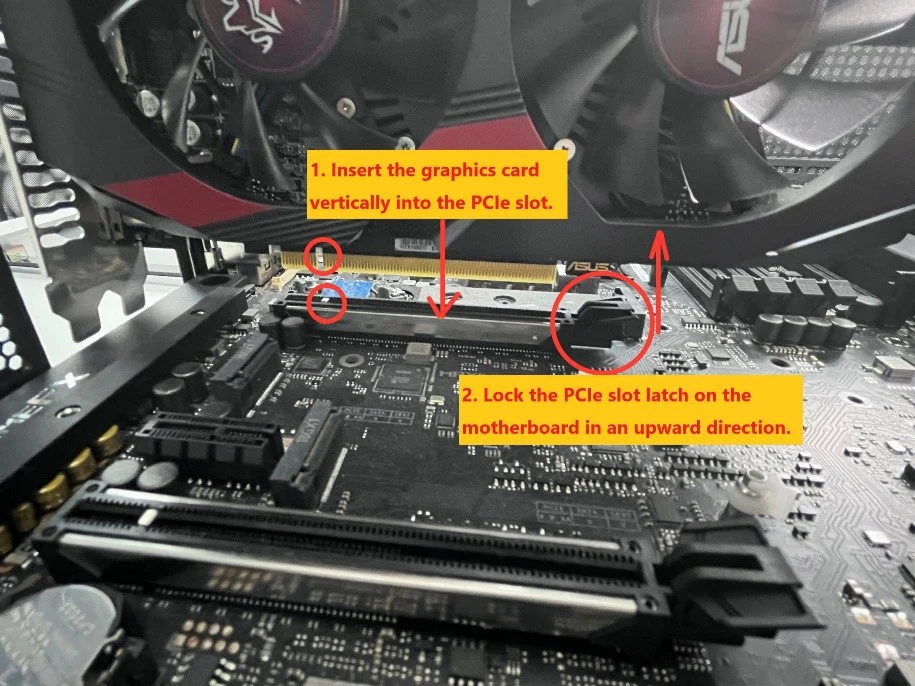 ASUS
1. Insert the graphics card
vertically into the PCIe slot.
ASUS
2. Lock the PCIe slot latch on the
motherboard in an upward direction.